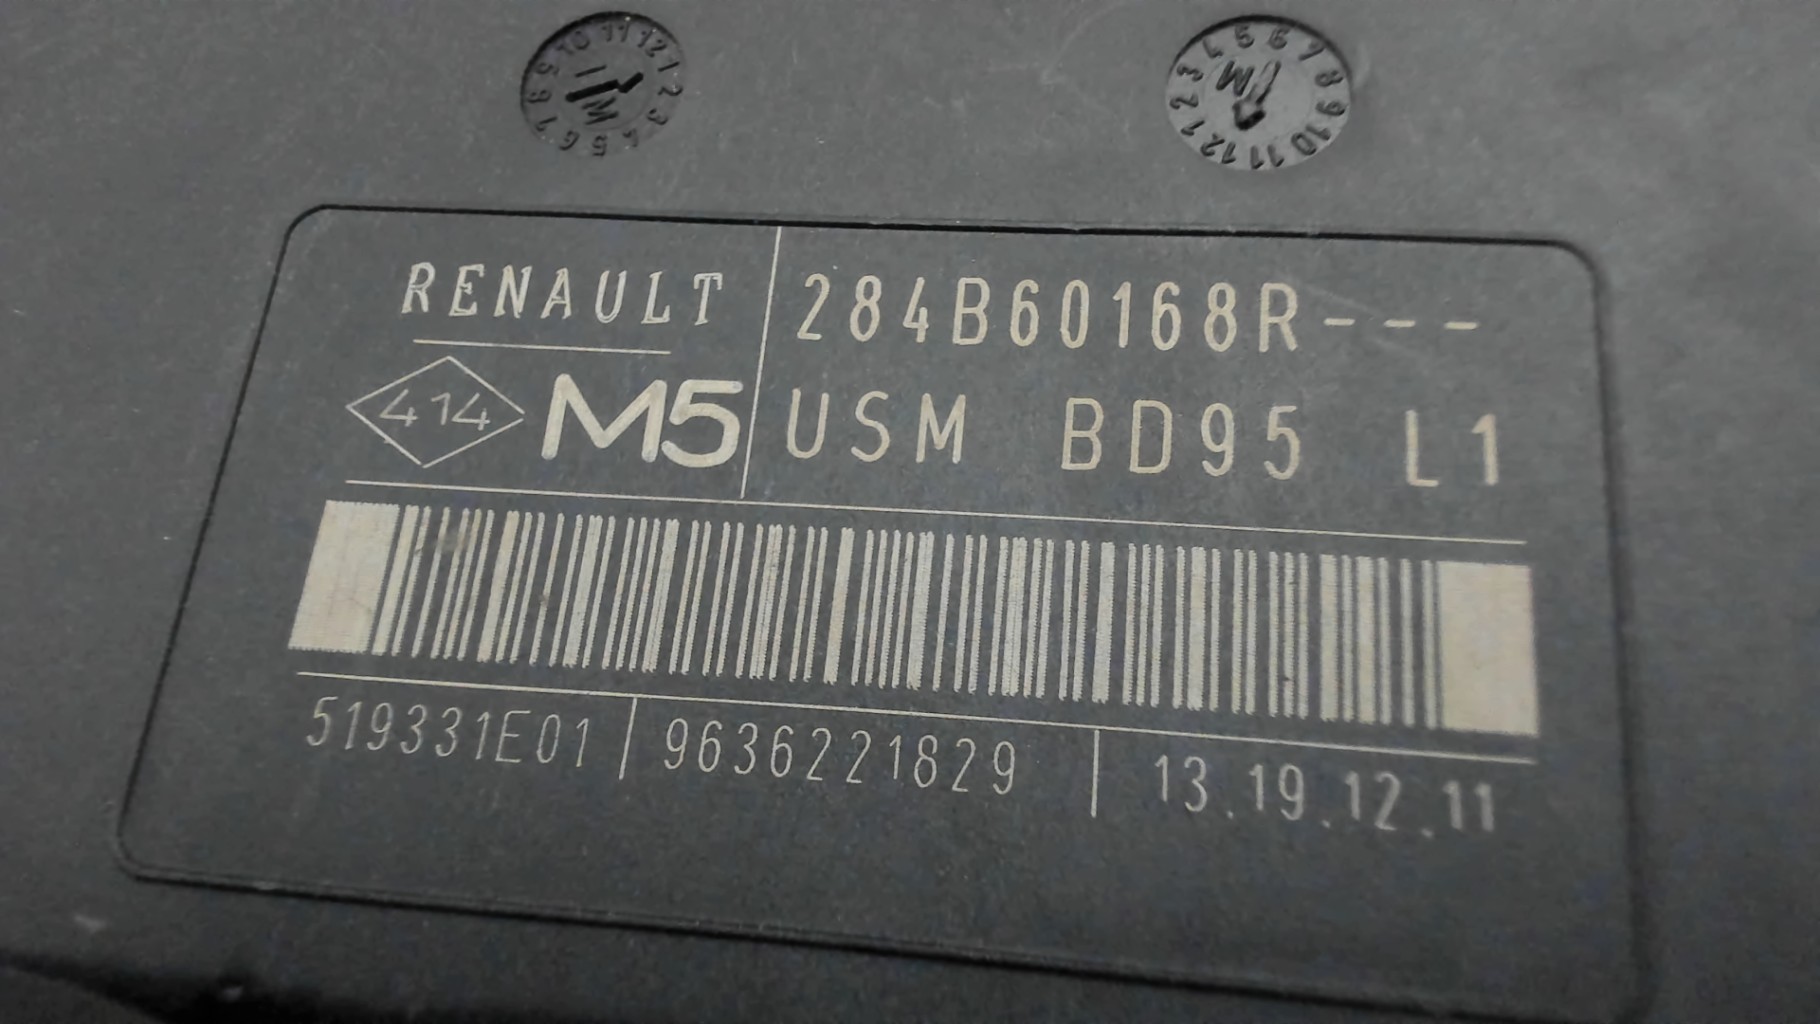 RENAULT
284B60168R---
414
M5
USM BD95 L1
519331E01
9636221829
13.19.12.11